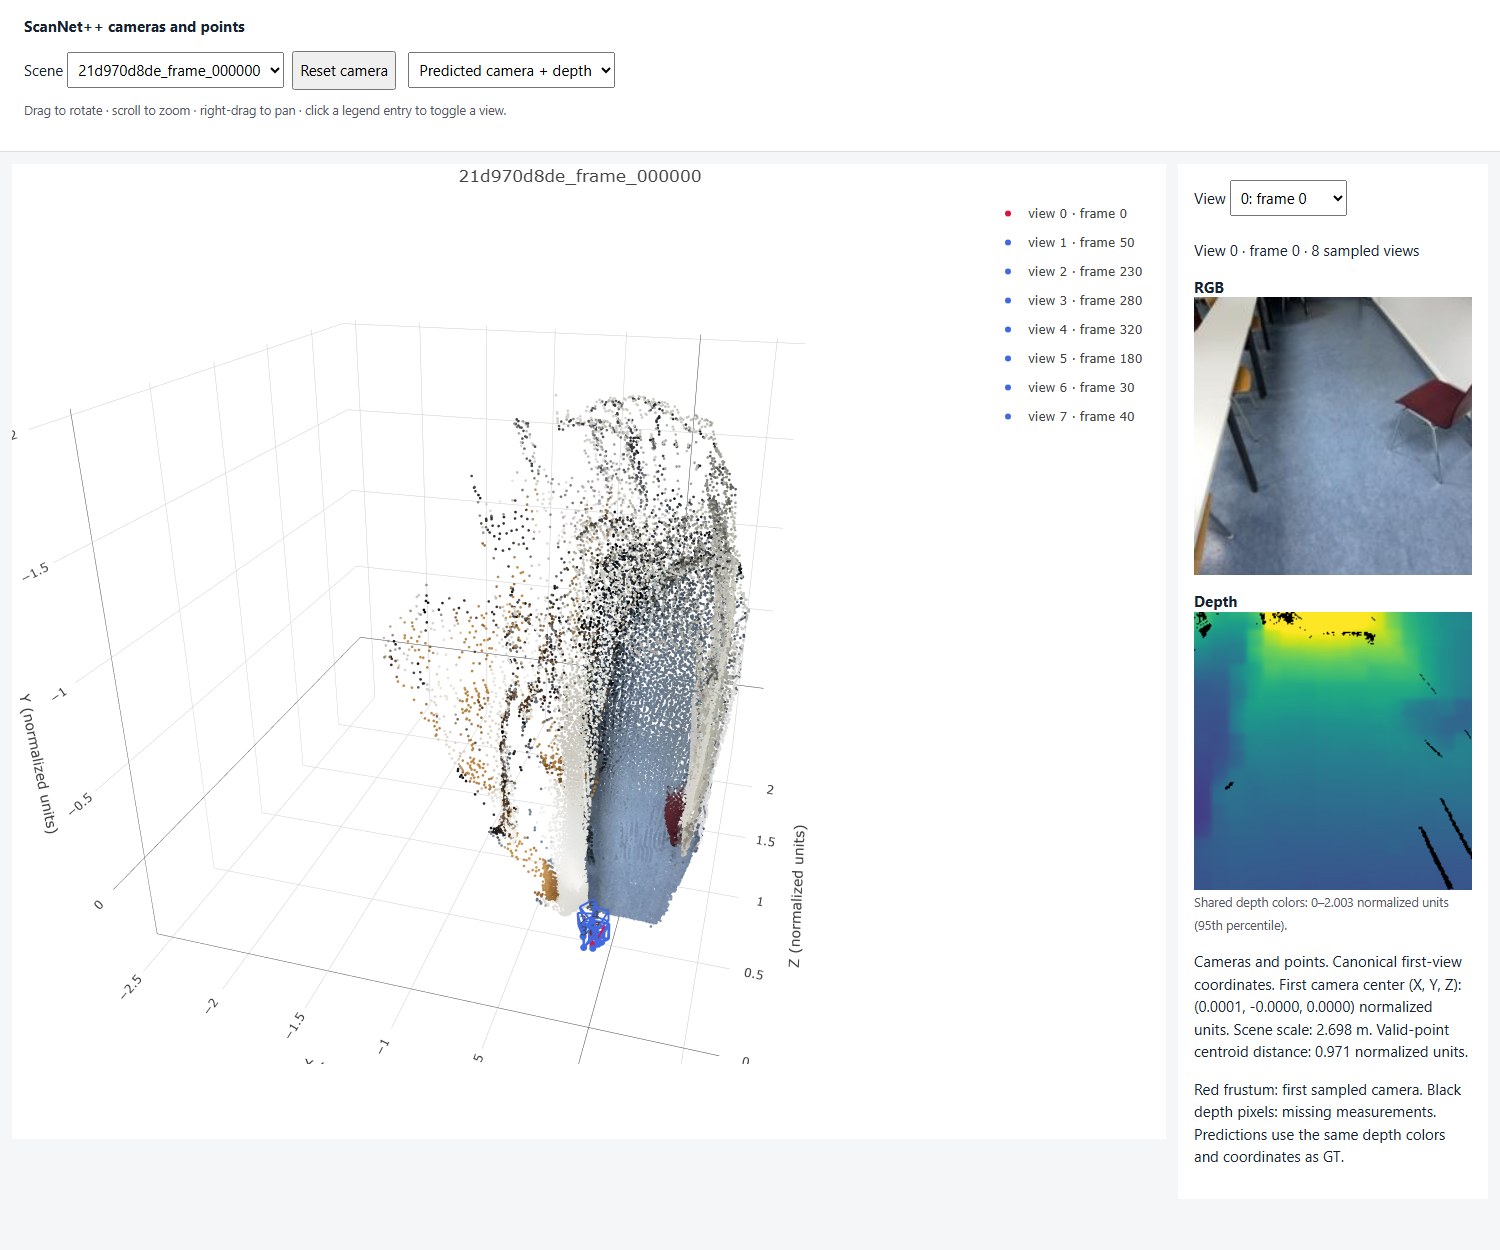 ScanNet++ cameras and points
Scene 21d970d8de_frame_000000 Reset camera Predicted camera + depth
Drag to rotate · scroll to zoom · right-drag to pan · click a legend entry to toggle a view.
21d970d8de_frame_000000
view 0 · frame 0
view 1 · frame 50
view 2 · frame 230
view 3 · frame 280
view 4 · frame 320
view 5 · frame 180
view 6 · frame 30
view 7 · frame 40
2
−1.5
−1
−0.5
0
Y (normalized units)
−2.5
−2
−1.5
−1
5
0
0.5
1
1.5
2
Z (normalized units)
View 0: frame 0
View 0 · frame 0 · 8 sampled views
RGB
Depth
Shared depth colors: 0–2.003 normalized units
(95th percentile).
Cameras and points. Canonical first-view
coordinates. First camera center (X, Y, Z):
(0.0001, -0.0000, 0.0000) normalized
units. Scene scale: 2.698 m. Valid-point
centroid distance: 0.971 normalized units.
Red frustum: first sampled camera. Black
depth pixels: missing measurements.
Predictions use the same depth colors
and coordinates as GT.